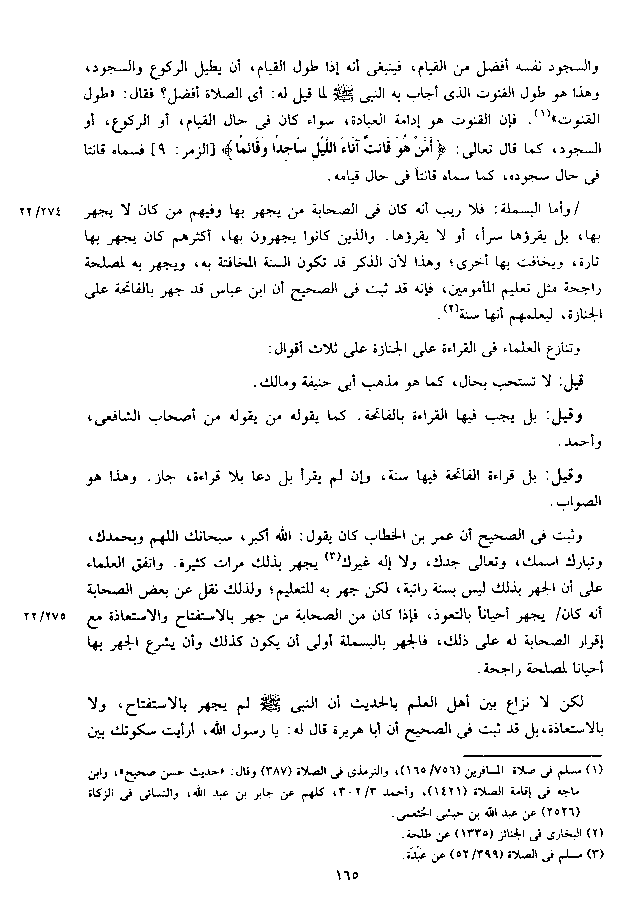 والسجود نفسه أفضل من القيام، فينبغى أنه إذا طول القيام، أن يطيل الركوع والسجود،
وهذا هو طول القنوت الذى أجاب به النبى ﷺ لما قيل له: أى الصلاة أفضل؟ فقال: «طول
القنوت»(١). فإن القنوت هو إدامة العبادة، سواء كان فى حال القيام، أو الركوع، أو
السجود، كما قال تعالى: ﴿ أَمَّنْ هُوَ قَانِتٌ آنَاءَ اللَّيْلِ سَاجِدًا وَقَائِمًا ﴾ [الزمر: ٩] فسماه قانتا
فى حال سجوده، كما سماه قانتا فى حال قيامه.
/ وأما البسملة: فلا ريب أنه كان فى الصحابة من يجهر بها وفيهم من كان لا يجهر ٢٢/٢٧٤
بها، بل يقرؤها سرأ، أو لا يقرؤها. والذين كانوا يجهرون بها، أكثرهم كان يجهر بها
تارة، ويخافت بها أخرى؛ وهذا لأن الذكر قد تكون السنة المخافتة به، ويجهر به لمصلحة
راجحة مثل تعليم المأمومين، فإنه قد ثبت فى الصحيح أن ابن عباس قد جهر بالفاتحة على
الجنازة، ليعلمهم أنها سنة(٢).
وتنازع العلماء فى القراءة على الجنازة على ثلاث أقوال:
قيل: لا تستحب بحال، كما هو مذهب أبى حنيفة ومالك.
وقيل: بل يجب فيها القراءة بالفاتحة. كما يقوله من يقوله من أصحاب الشافعى،
وأحمد.
وقيل: بل قراءة الفاتحة فيها سنة، وإن لم يقرأ بل دعا بلا قراءة، جاز. وهذا هو
الصواب.
وثبت فى الصحيح أن عمر بن الخطاب كان يقول: الله أكبر، سبحانك اللهم وبحمدك،
وتبارك اسمك، وتعالى جدك، ولا إله غيرك(٣) يجهر بذلك مرات كثيرة. واتفق العلماء
على أن الجهر بذلك ليس بسنة راتبة، لكن جهر به للتعليم؛ ولذلك نقل عن بعض الصحابة
أنه كان/ يجهر أحياناً بالتعوذ، فإذا كان من الصحابة من جهر بالاستفتاح والاستعاذة مع ٢٢/٢٧٥
إقرار الصحابة له على ذلك، فالجهر بالبسملة أولى أن يكون كذلك وأن يشرع الجهر بها
أحيانا لمصلحة راجحة.
لكن لا نزاع بين أهل العلم بالحديث أن النبى ﷺ لم يجهر بالاستفتاح، ولا
بالاستعاذة، بل قد ثبت فى الصحيح أن أبا هريرة قال له: يا رسول الله، أرأيت سكوتك بين
(١) مسلم فى صلاة المسافرين (١٦٥/٧٥٦)، والترمذى فى الصلاة (٣٨٧) وقال: «حديث حسن صحيح»، وابن
ماجه فى إقامة الصلاة (١٤٢١)، وأحمد ٣٠٢/٣، كلهم عن جابر بن عبد الله، والنسائى فى الزكاة
(٢٥٢٦) عن عبد الله بن حبشى الخثعمى.
(٢) البخارى فى الجنائز (١٣٣٥) عن طلحة.
(٣) مسلم فى الصلاة (٥٢/٣٩٩) عن عَبْدَة.
١٦٥